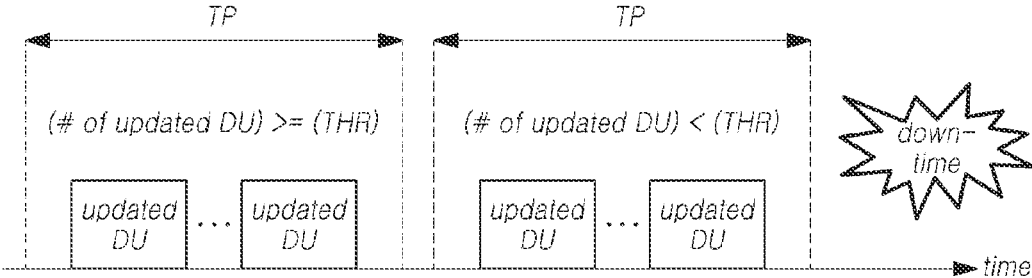 TP TP
(# of updated DU) >= (THR) (# of updated DU) < (THR)
down-
time
updated ... updated updated ... updated
DU DU DU DU
time